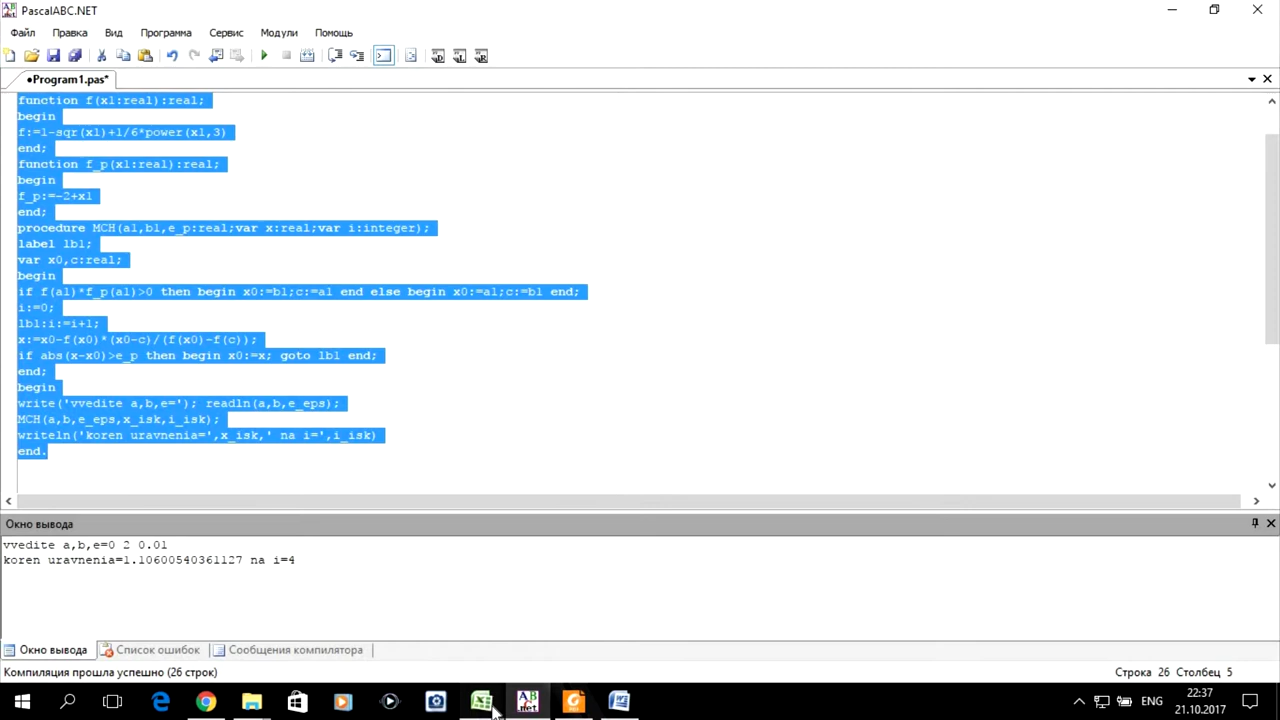 PascalABC.NET
Файл Правка Вид Программа Сервис Модули Помощь
•Program1.pas*
function f(x1:real):real;
begin
f:=1-sqr(x1)+1/6*power(x1,3)
end;
function f_p(x1:real):real;
begin
f_p:=-2+x1
end;
procedure MCH(a1,b1,e_p:real;var x:real;var i:integer);
label lb1;
var x0,c:real;
begin
if f(a1)*f_p(a1)>0 then begin x0:=b1;c:=a1 end else begin x0:=a1;c:=b1 end;
i:=0;
lb1:i:=i+1;
x:=x0-f(x0)*(x0-c)/(f(x0)-f(c));
if abs(x-x0)>e_p then begin x0:=x; goto lb1 end;
end;
begin
write('vvedite a,b,e='); readln(a,b,e_eps);
MCH(a,b,e_eps,x_isk,i_isk);
writeln('koren uravnenia=',x_isk,' na i=',i_isk)
end.
Окно вывода
vvedite a,b,e=0 2 0.01
koren uravnenia=1.10600540361127 na i=4
Окно вывода Список ошибок Сообщения компилятора
Компиляция прошла успешно (26 строк) Строка 26 Столбец 5
ENG 22:37
21.10.2017